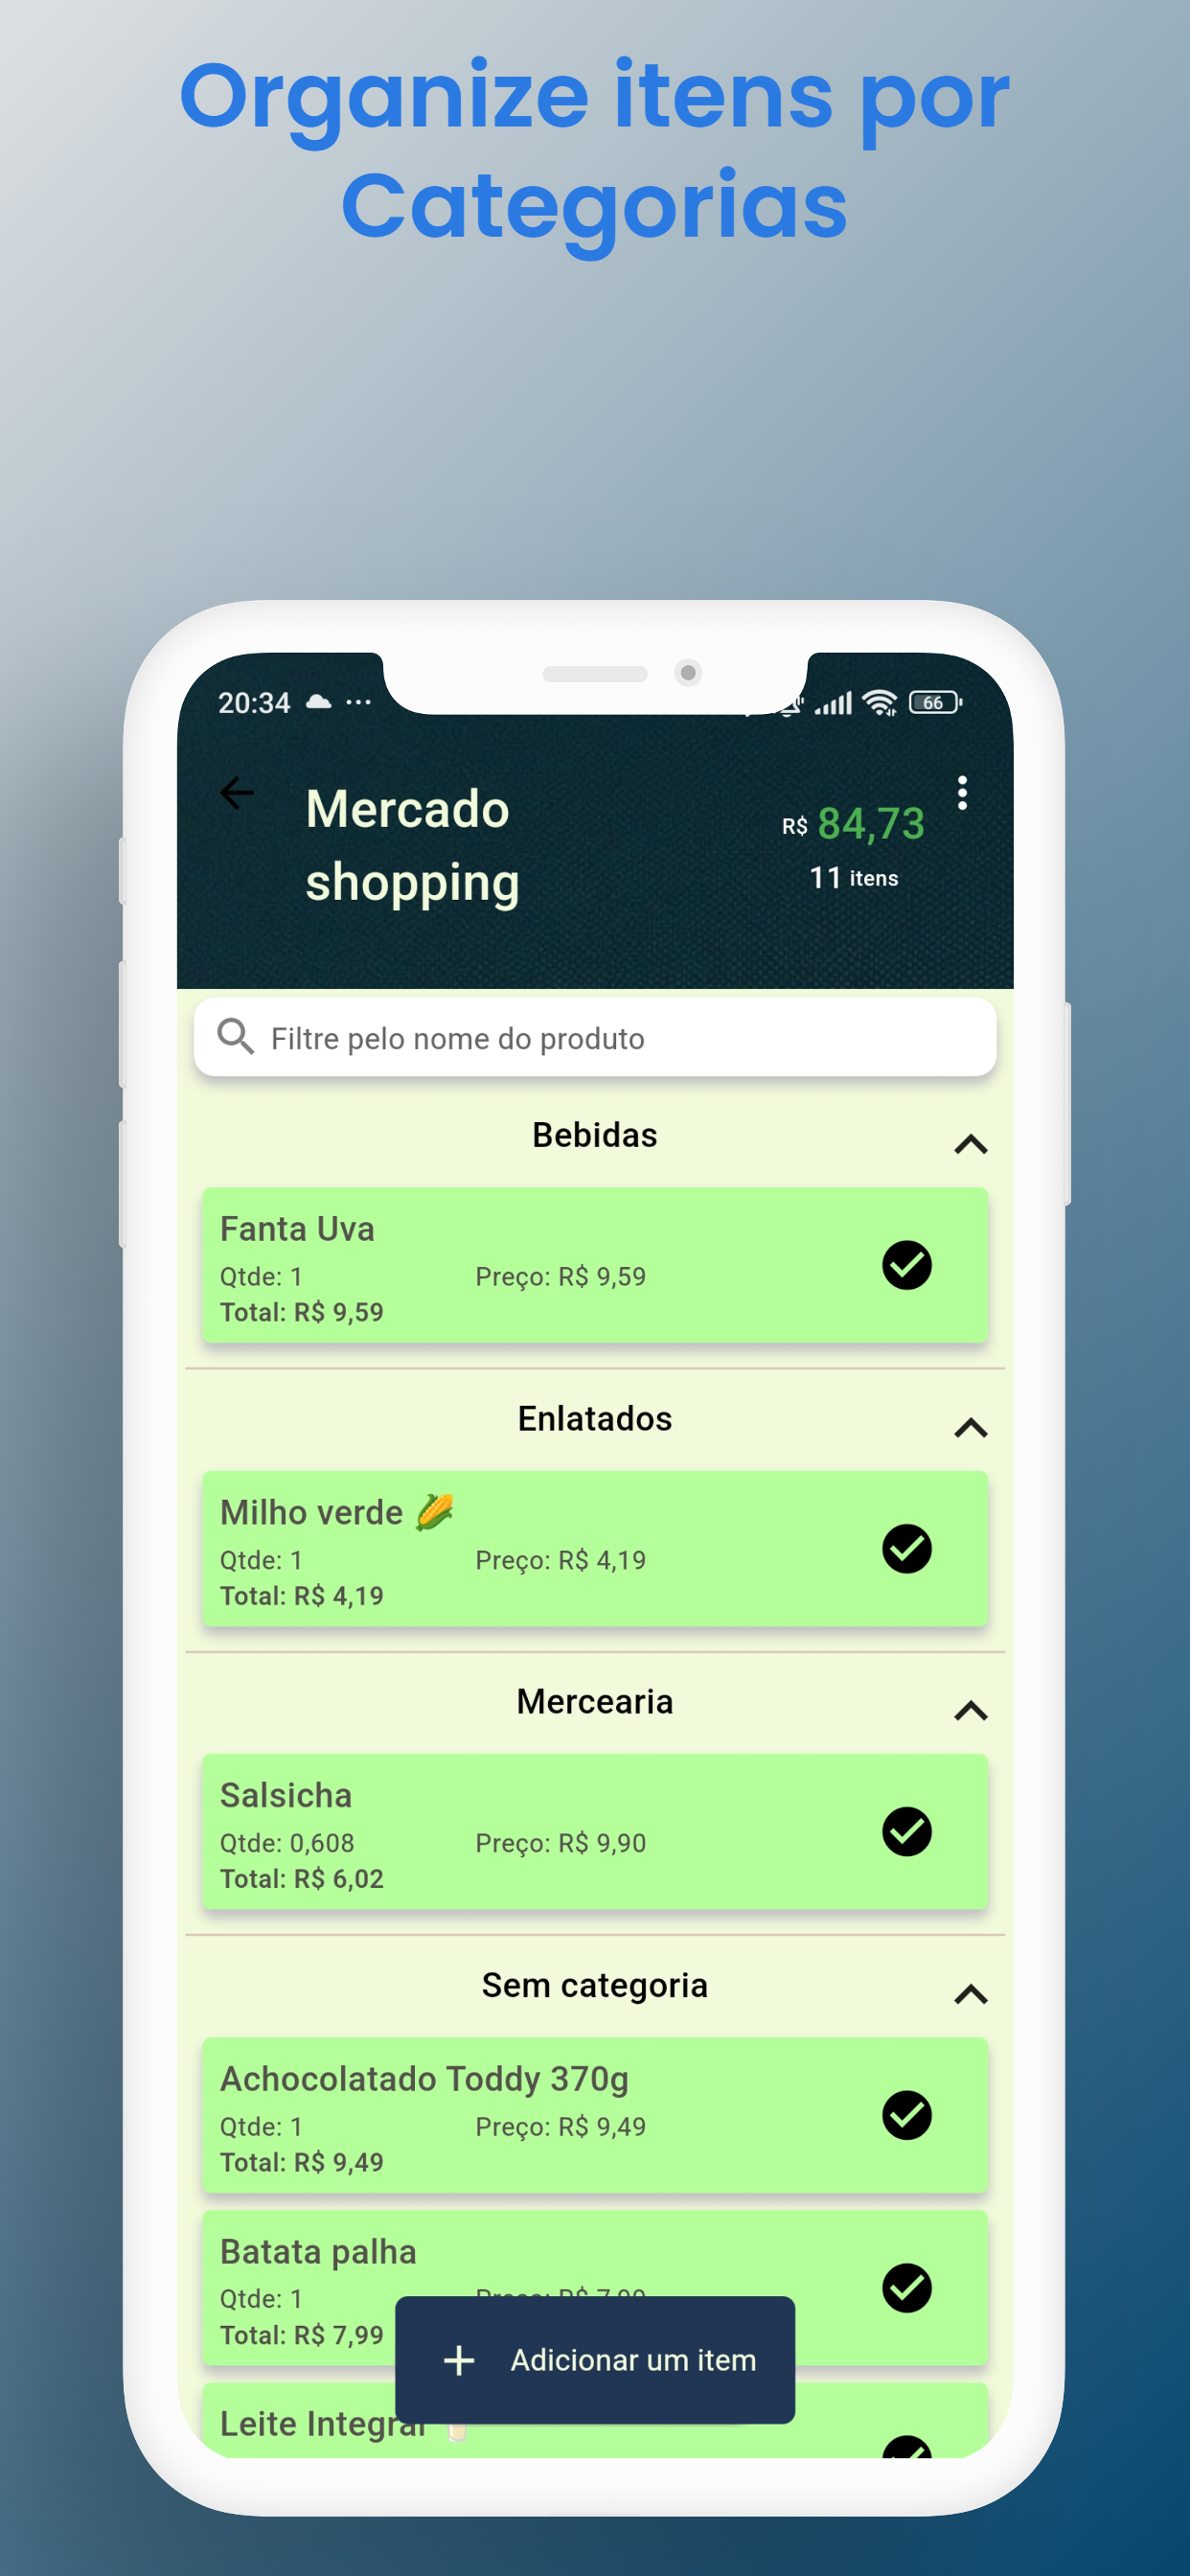 Organize itens por
Categorias
20:34
66
Mercado
shopping
R$ 84,73
11 itens
Filtre pelo nome do produto
Bebidas
Fanta Uva
Qtde: 1 Preço: R$ 9,59
Total: R$ 9,59
Enlatados
Milho verde 🌽
Qtde: 1 Preço: R$ 4,19
Total: R$ 4,19
Mercearia
Salsicha
Qtde: 0,608 Preço: R$ 9,90
Total: R$ 6,02
Sem categoria
Achocolatado Toddy 370g
Qtde: 1 Preço: R$ 9,49
Total: R$ 9,49
Batata palha
Qtde: 1 Preço: R$ 7,99
Total: R$ 7,99
Adicionar um item
Leite Integral